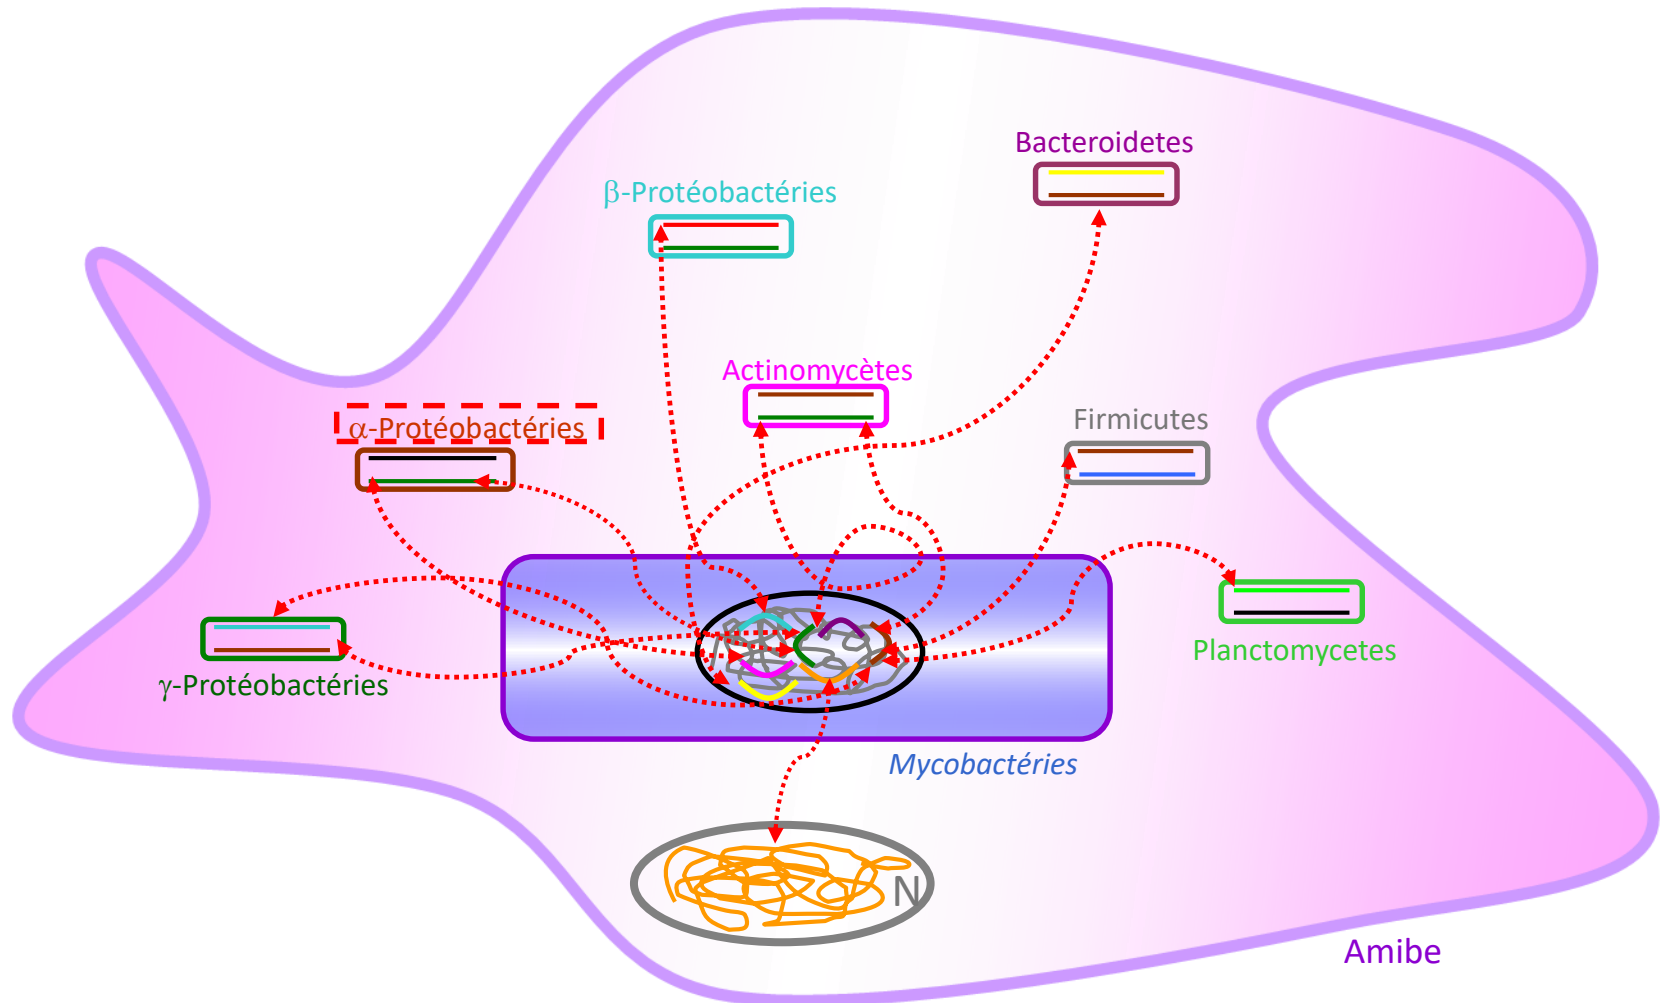 Bacteroidetes
β-Protéobactéries
Actinomycètes
Firmicutes
α-Protéobactéries
Planctomycetes
γ-Protéobactéries
Mycobactéries
N
Amibe